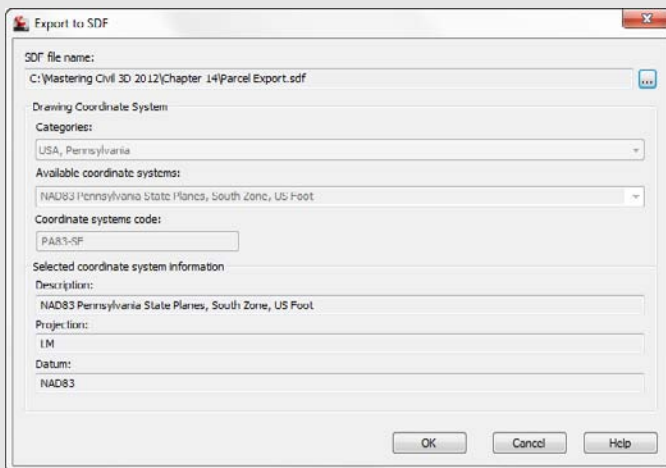 Export to SDF
SDF file name:
C:\Mastering Civil 3D 2012\Chapter 14\Parcel Export.sdf
...
Drawing Coordinate System
Categories:
USA, Pennsylvania
Available coordinate systems:
NAD83 Pennsylvania State Planes, South Zone, US Foot
Coordinate systems code:
PA83-SF
Selected coordinate system information
Description:
NAD83 Pennsylvania State Planes, South Zone, US Foot
Projection:
LM
Datum:
NAD83
OK
Cancel
Help